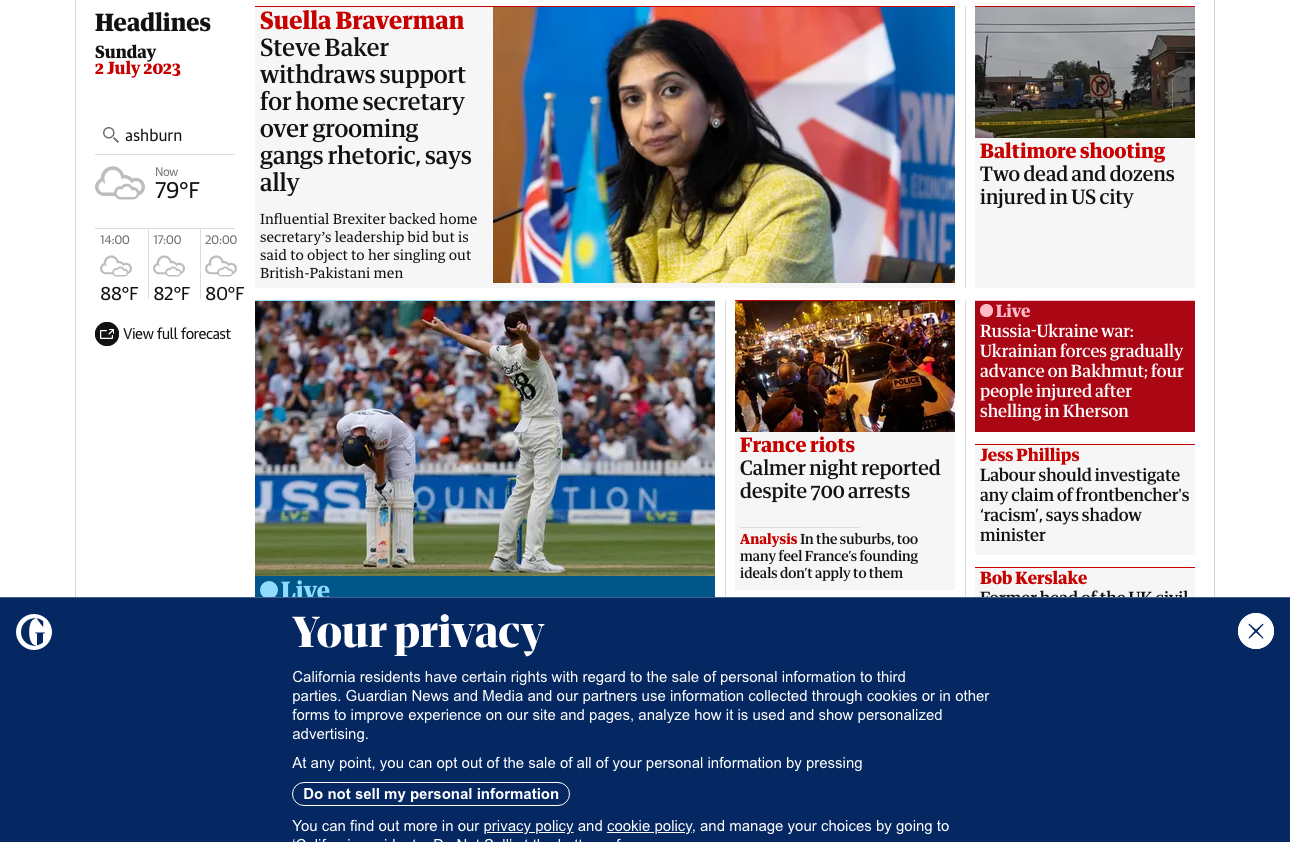 Headlines
Sunday
2 July 2023
ashburn
Now
79°F
14:00
17:00
20:00
88°F
82°F
80°F
View full forecast
Suella Braverman
Steve Baker
withdraws support
for home secretary
over grooming
gangs rhetoric, says
ally
Influential Brexiter backed home
secretary’s leadership bid but is
said to object to her singling out
British-Pakistani men
Baltimore shooting
Two dead and dozens
injured in US city
USS FOUNDATION
LV=
Live
POLICE
France riots
Calmer night reported
despite 700 arrests
Analysis In the suburbs, too
many feel France’s founding
ideals don’t apply to them
Live
Russia-Ukraine war:
Ukrainian forces gradually
advance on Bakhmut; four
people injured after
shelling in Kherson
Jess Phillips
Labour should investigate
any claim of frontbencher's
‘racism’, says shadow
minister
Bob Kerslake
Former head of the UK civil
Your privacy
California residents have certain rights with regard to the sale of personal information to third
parties. Guardian News and Media and our partners use information collected through cookies or in other
forms to improve experience on our site and pages, analyze how it is used and show personalized
advertising.
At any point, you can opt out of the sale of all of your personal information by pressing
Do not sell my personal information
You can find out more in our privacy policy and cookie policy, and manage your choices by going to